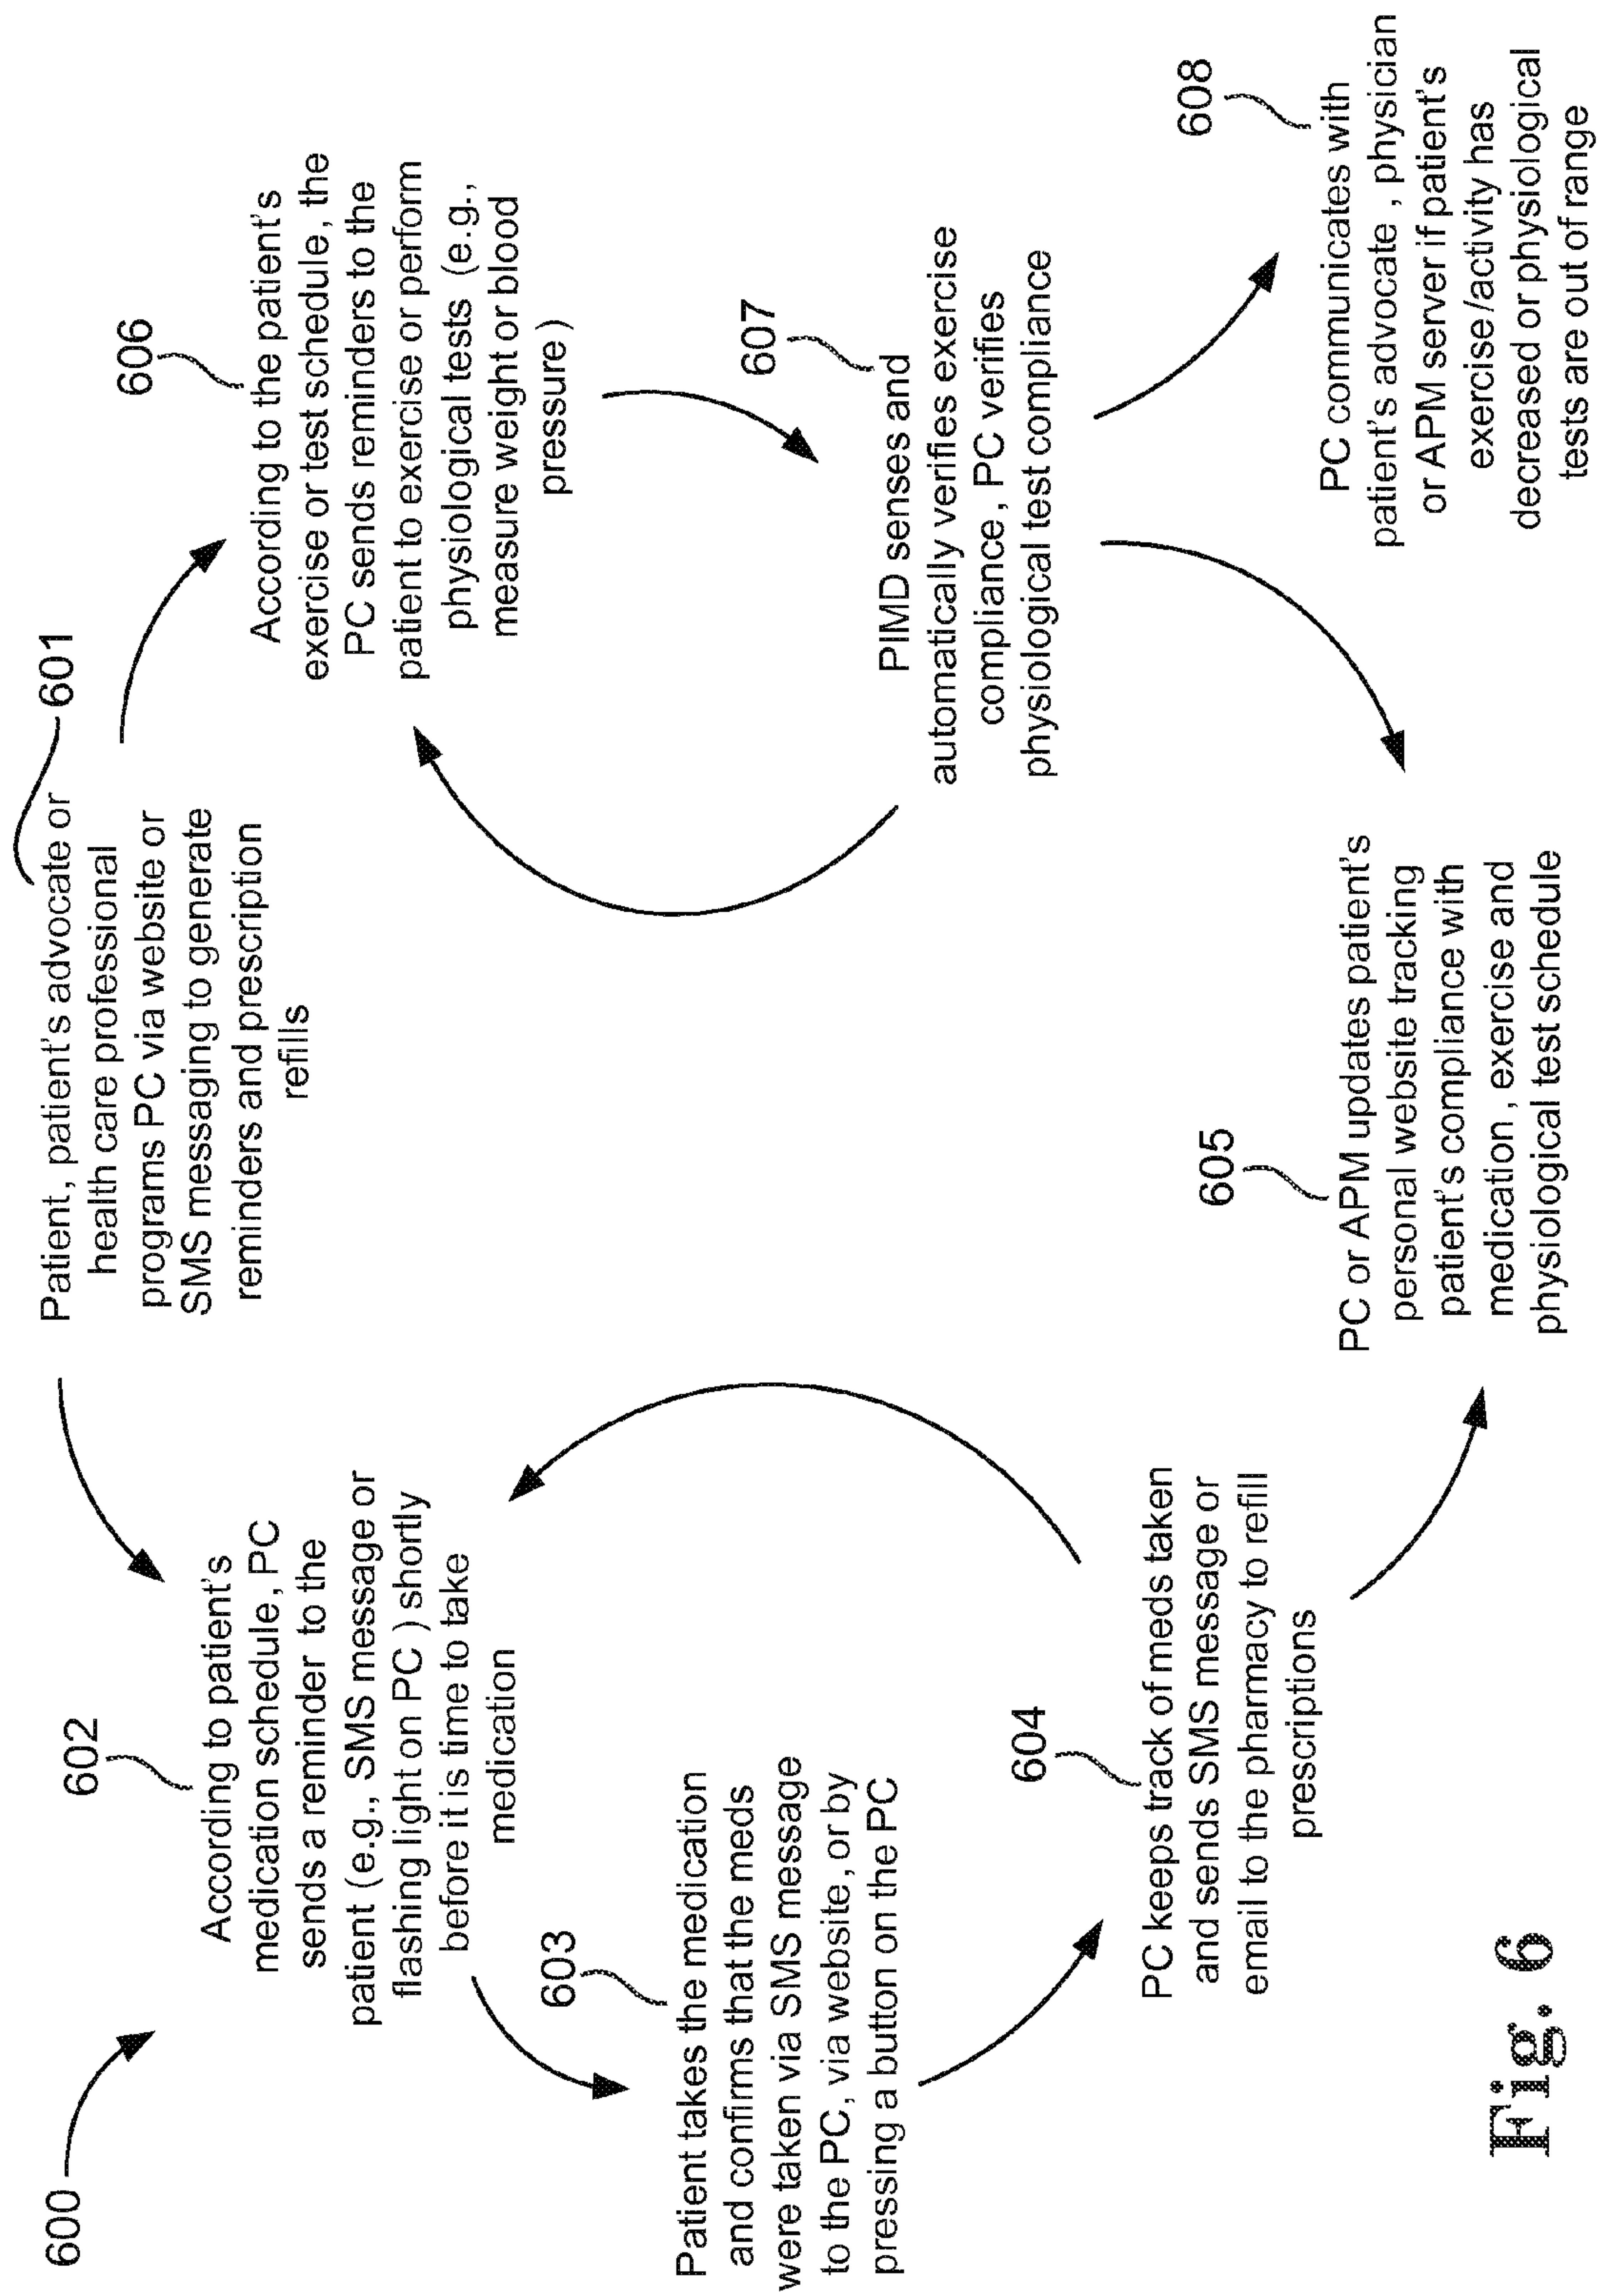 600
601
Patient, patient's advocate or
health care professional
programs PC via website or
SMS messaging to generate
reminders and prescription
refills
602
According to patient's
medication schedule, PC
sends a reminder to the
patient (e.g., SMS message or
flashing light on PC ) shortly
before it is time to take
medication
603
Patient takes the medication
and confirms that the meds
were taken via SMS message
to the PC, via website, or by
pressing a button on the PC
604
PC keeps track of meds taken
and sends SMS message or
email to the pharmacy to refill
prescriptions
605
PC or APM updates patient's
personal website tracking
patient's compliance with
medication , exercise and
physiological test schedule
606
According to the patient's
exercise or test schedule, the
PC sends reminders to the
patient to exercise or perform
physiological tests (e.g.,
measure weight or blood
pressure )
607
PIMD senses and
automatically verifies exercise
compliance, PC verifies
physiological test compliance
608
PC communicates with
patient's advocate , physician
or APM server if patient's
exercise/activity has
decreased or physiological
tests are out of range
Fig. 6